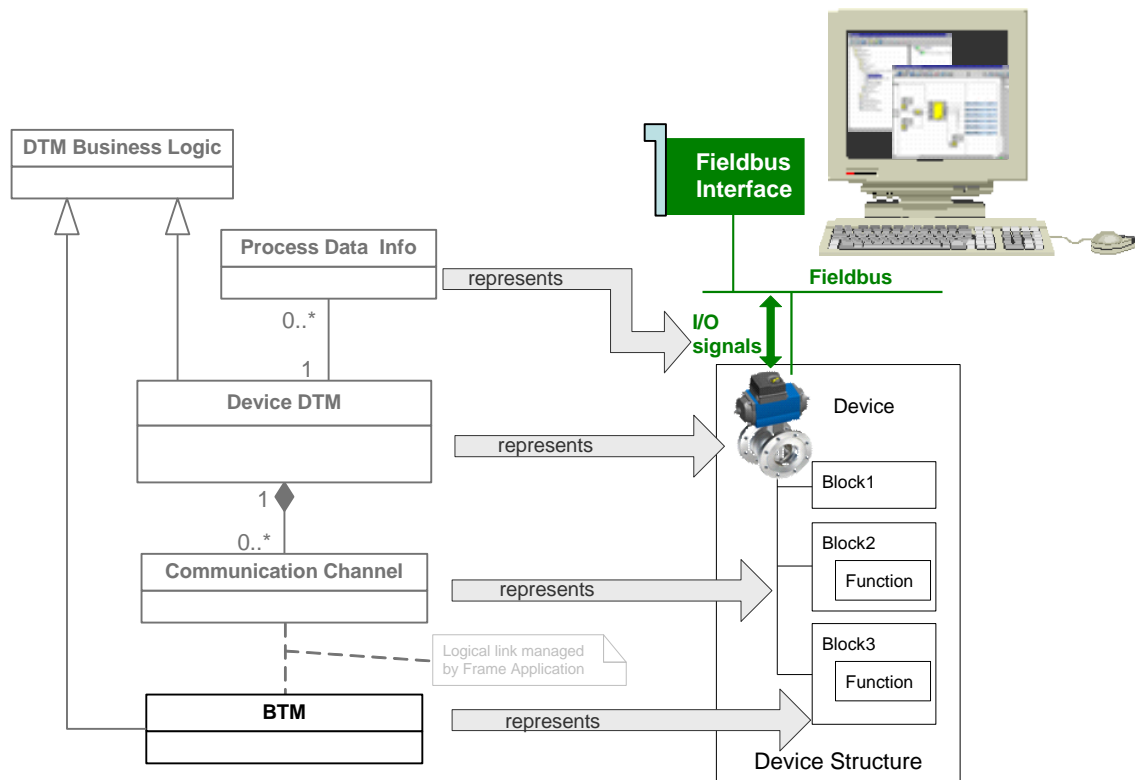 DTM Business Logic
Fieldbus
Interface
Process Data  Info
represents
Fieldbus
0..*
I/O
signals
1
Device DTM
Device
represents
Block1
1
0..*
Block2
Communication Channel
Function
represents
Logical link managed
by Frame Application
Block3
Function
BTM
represents
Device Structure